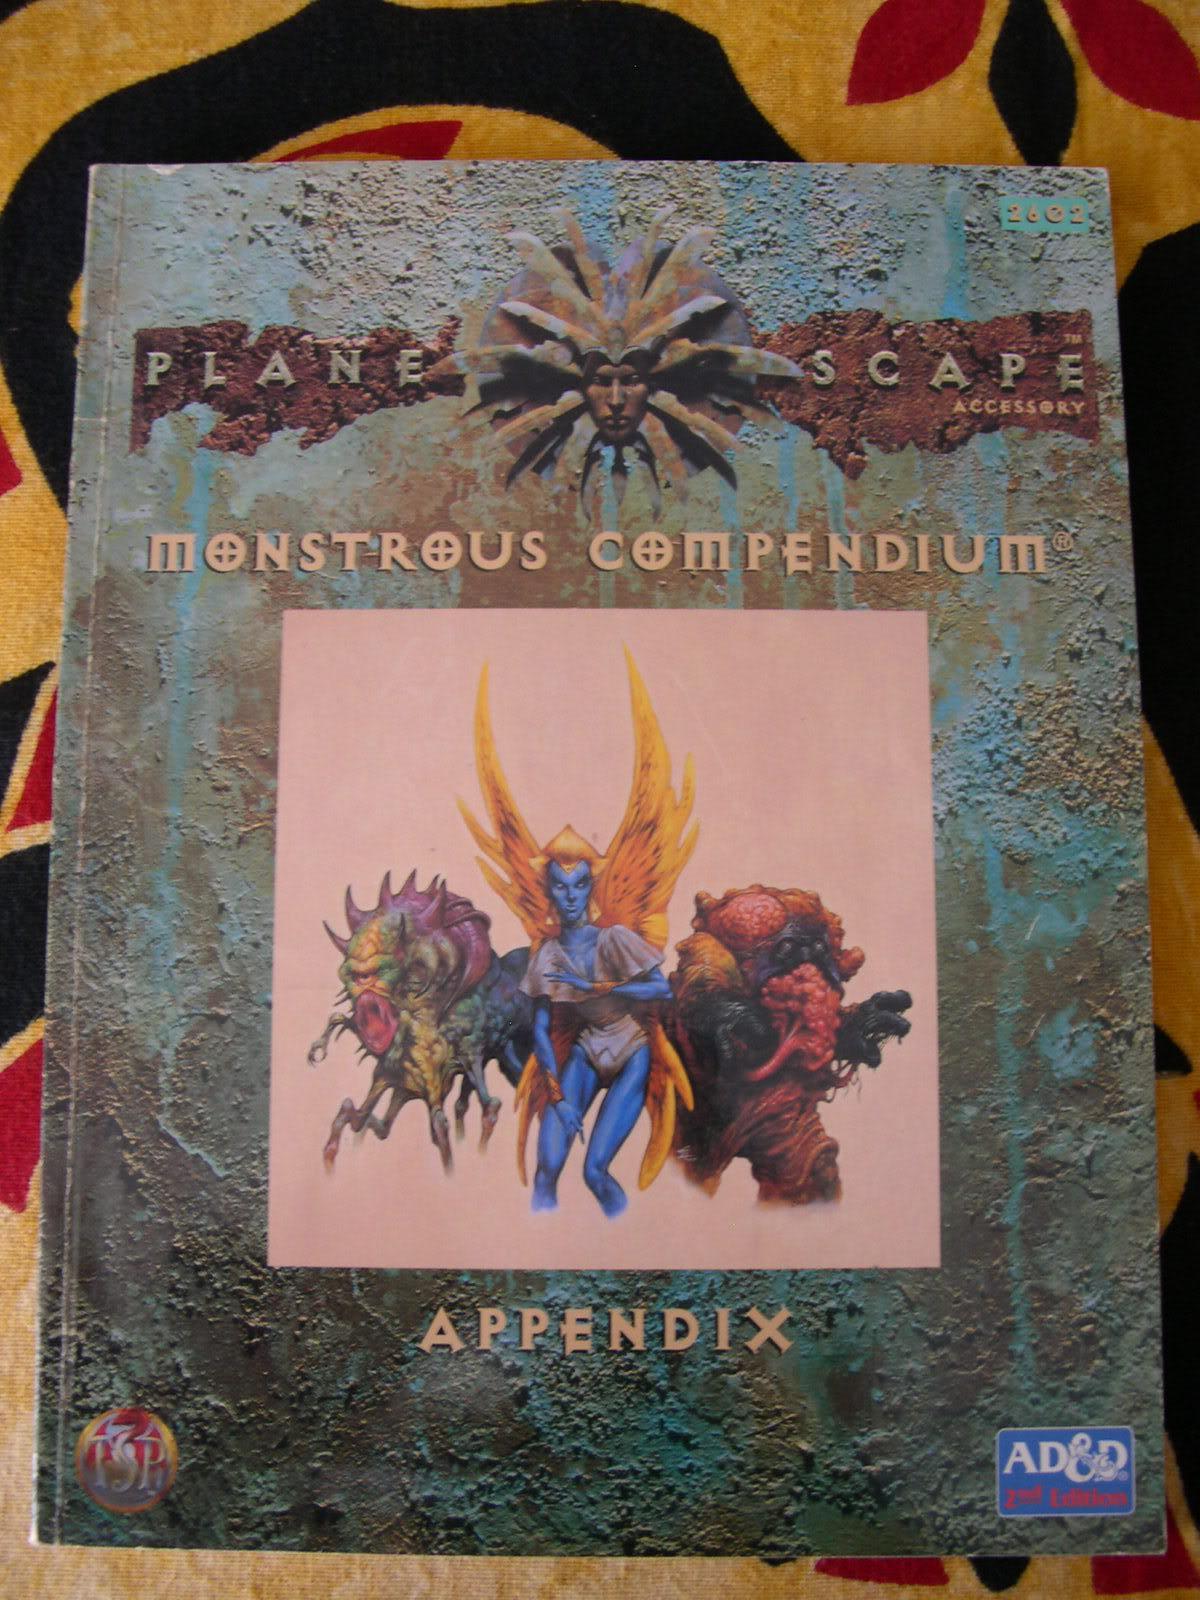 2602
PLANESCAPE™
ACCESSORY
MONSTROUS COMPENDIUM®
APPENDIX
TSR
AD&D®
2nd Edition